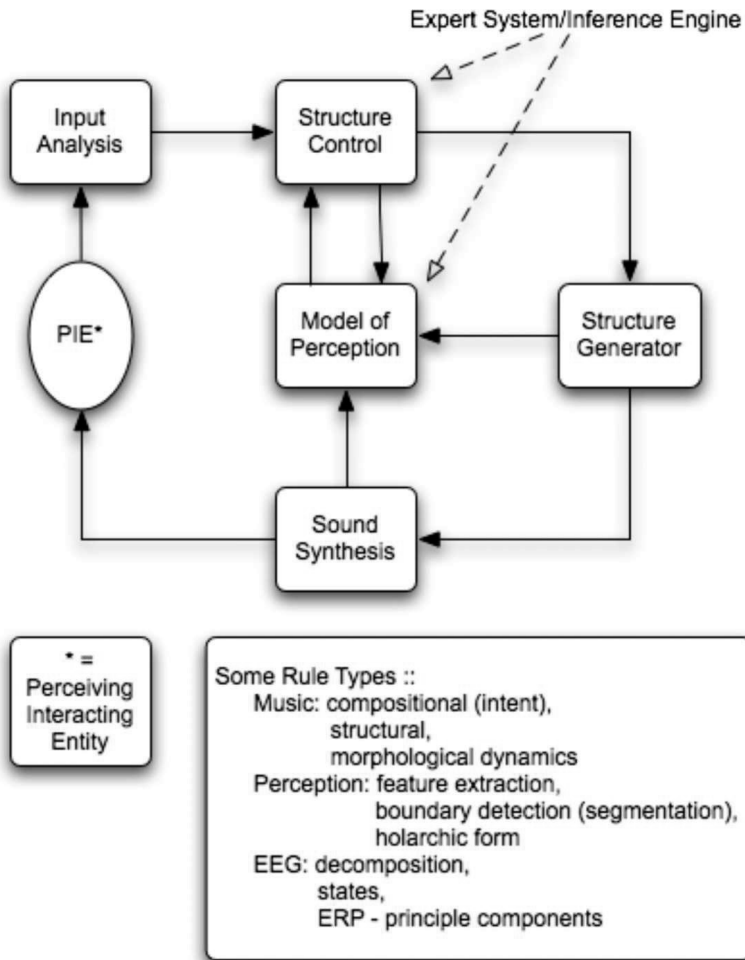 Expert System/Inference Engine
Input
Analysis
Structure
Control
PIE*
Model of
Perception
Structure
Generator
Sound
Synthesis
* =
Perceiving
Interacting
Entity
Some Rule Types ::
Music: compositional (intent),
structural,
morphological dynamics
Perception: feature extraction,
boundary detection (segmentation),
holarchic form
EEG: decomposition,
states,
ERP - principle components